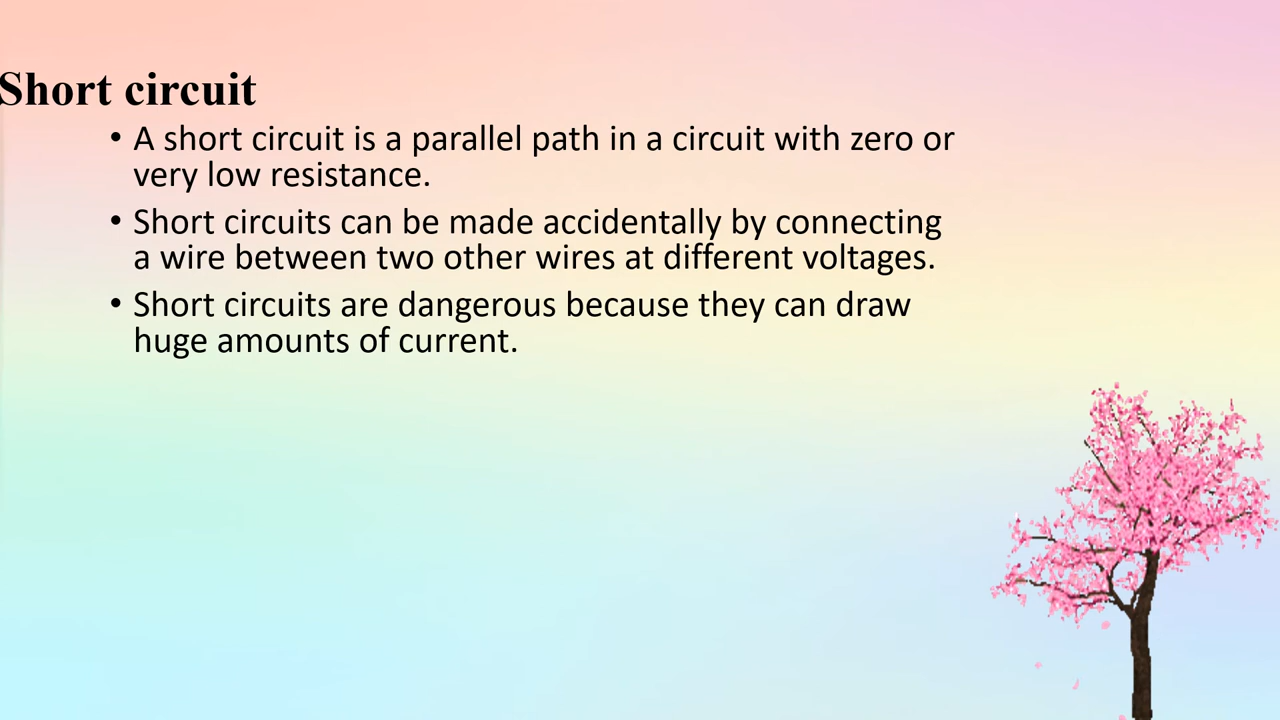 Short circuit
• A short circuit is a parallel path in a circuit with zero or
very low resistance.
• Short circuits can be made accidentally by connecting
a wire between two other wires at different voltages.
• Short circuits are dangerous because they can draw
huge amounts of current.